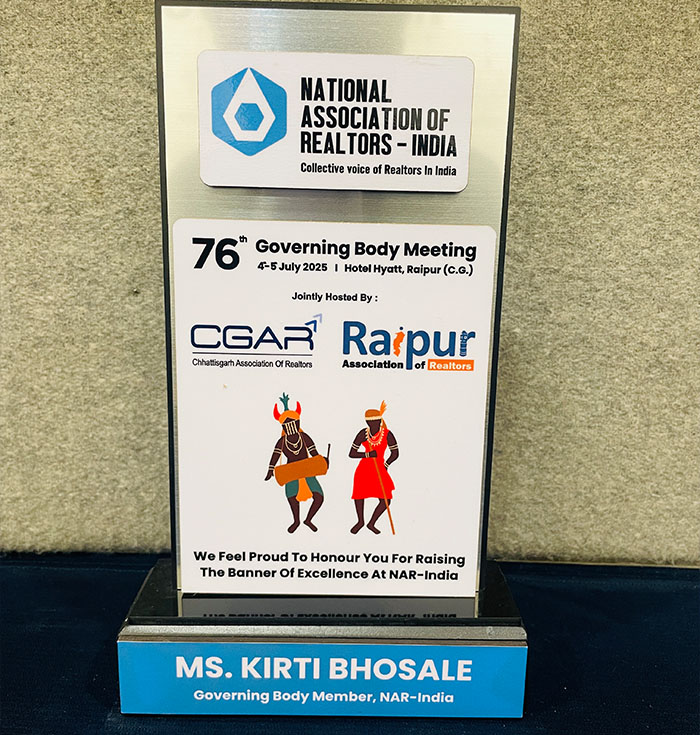 NATIONAL
ASSOCIATION OF
REALTORS - INDIA
Collective voice of Realtors In India
76th Governing Body Meeting
4-5 July 2025 | Hotel Hyatt, Raipur (C.G.)
Jointly Hosted By :
CGAR
Chhattisgarh Association Of Realtors
Raipur
Association of Realtors
We Feel Proud To Honour You For Raising
The Banner Of Excellence At NAR-India
MS. KIRTI BHOSALE
Governing Body Member, NAR-India